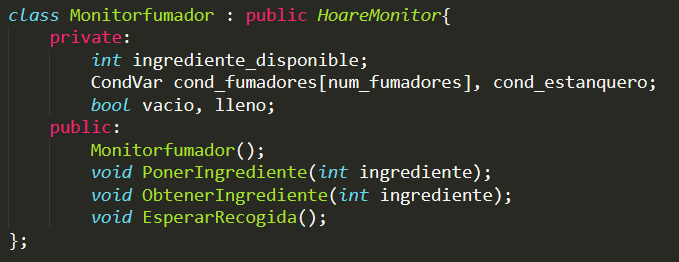 class Monitorfumador : public HoareMonitor{
private:
int ingrediente_disponible;
CondVar cond_fumadores[num_fumadores], cond_estanquero;
bool vacio, lleno;
public:
Monitorfumador();
void PonerIngrediente(int ingrediente);
void ObtenerIngrediente(int ingrediente);
void EsperarRecogida();
};